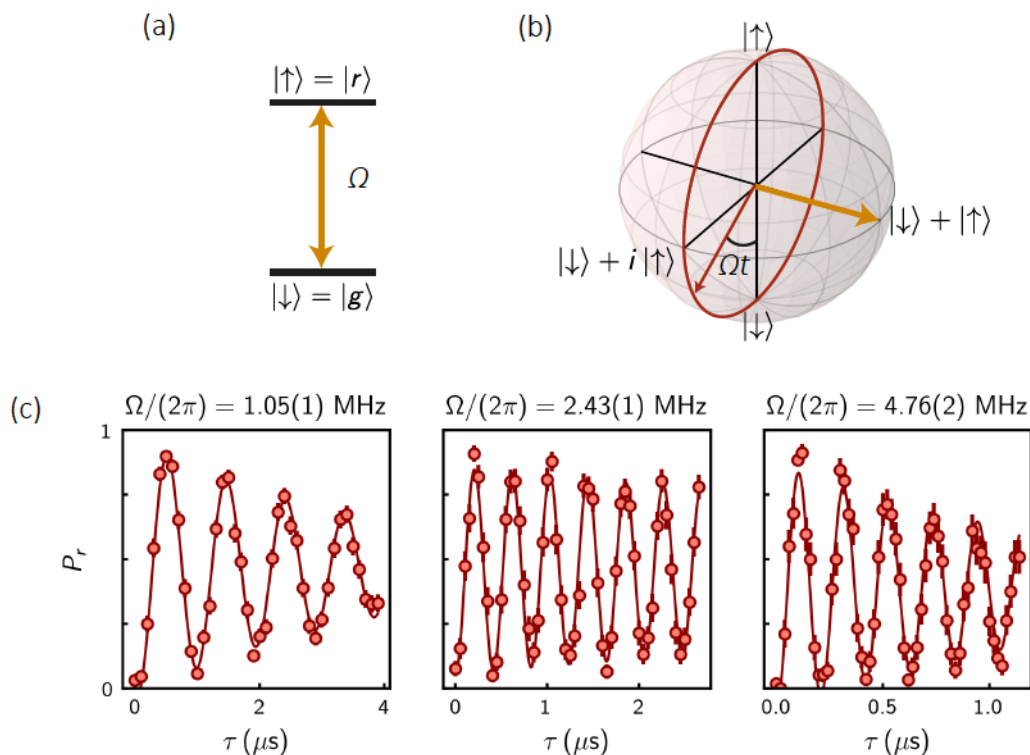 (a)
|↑⟩ = |r⟩
Ω
|↓⟩ = |g⟩
(b)
|↑⟩
|↓⟩ + |↑⟩
|↓⟩ + i |↑⟩
Ωt
|↓⟩
(c)
Ω/(2π) = 1.05(1) MHz
Ω/(2π) = 2.43(1) MHz
Ω/(2π) = 4.76(2) MHz
1
P_r
0
0 2 4
τ (μs)
0 1 2
τ (μs)
0.0 0.5 1.0
τ (μs)